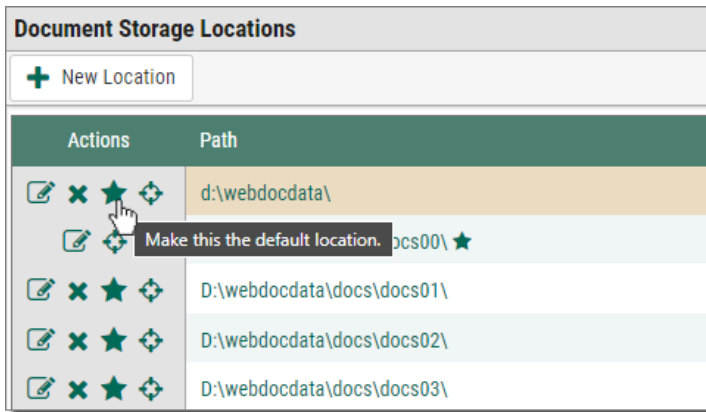 Document Storage Locations
New Location
Actions Path
d:\webdocdata\
Make this the default location. ocs00\
D:\webdocdata\docs\docs01\
D:\webdocdata\docs\docs02\
D:\webdocdata\docs\docs03\